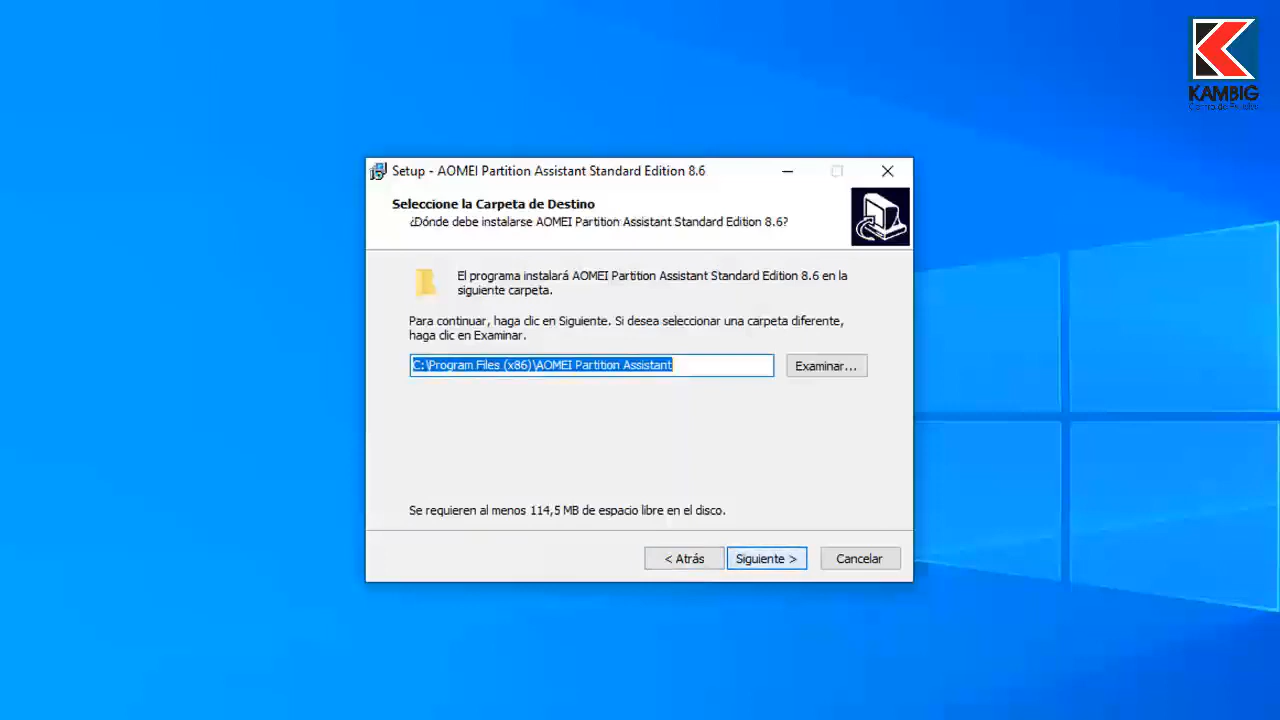 KAMBIG
Setup - AOMEI Partition Assistant Standard Edition 8.6
Seleccione la Carpeta de Destino
¿Dónde debe instalarse AOMEI Partition Assistant Standard Edition 8.6?
El programa instalará AOMEI Partition Assistant Standard Edition 8.6 en la
siguiente carpeta.
Para continuar, haga clic en Siguiente. Si desea seleccionar una carpeta diferente,
haga clic en Examinar.
C:\Program Files (x86)\AOMEI Partition Assistant
Examinar...
Se requieren al menos 114,5 MB de espacio libre en el disco.
< Atrás
Siguiente >
Cancelar